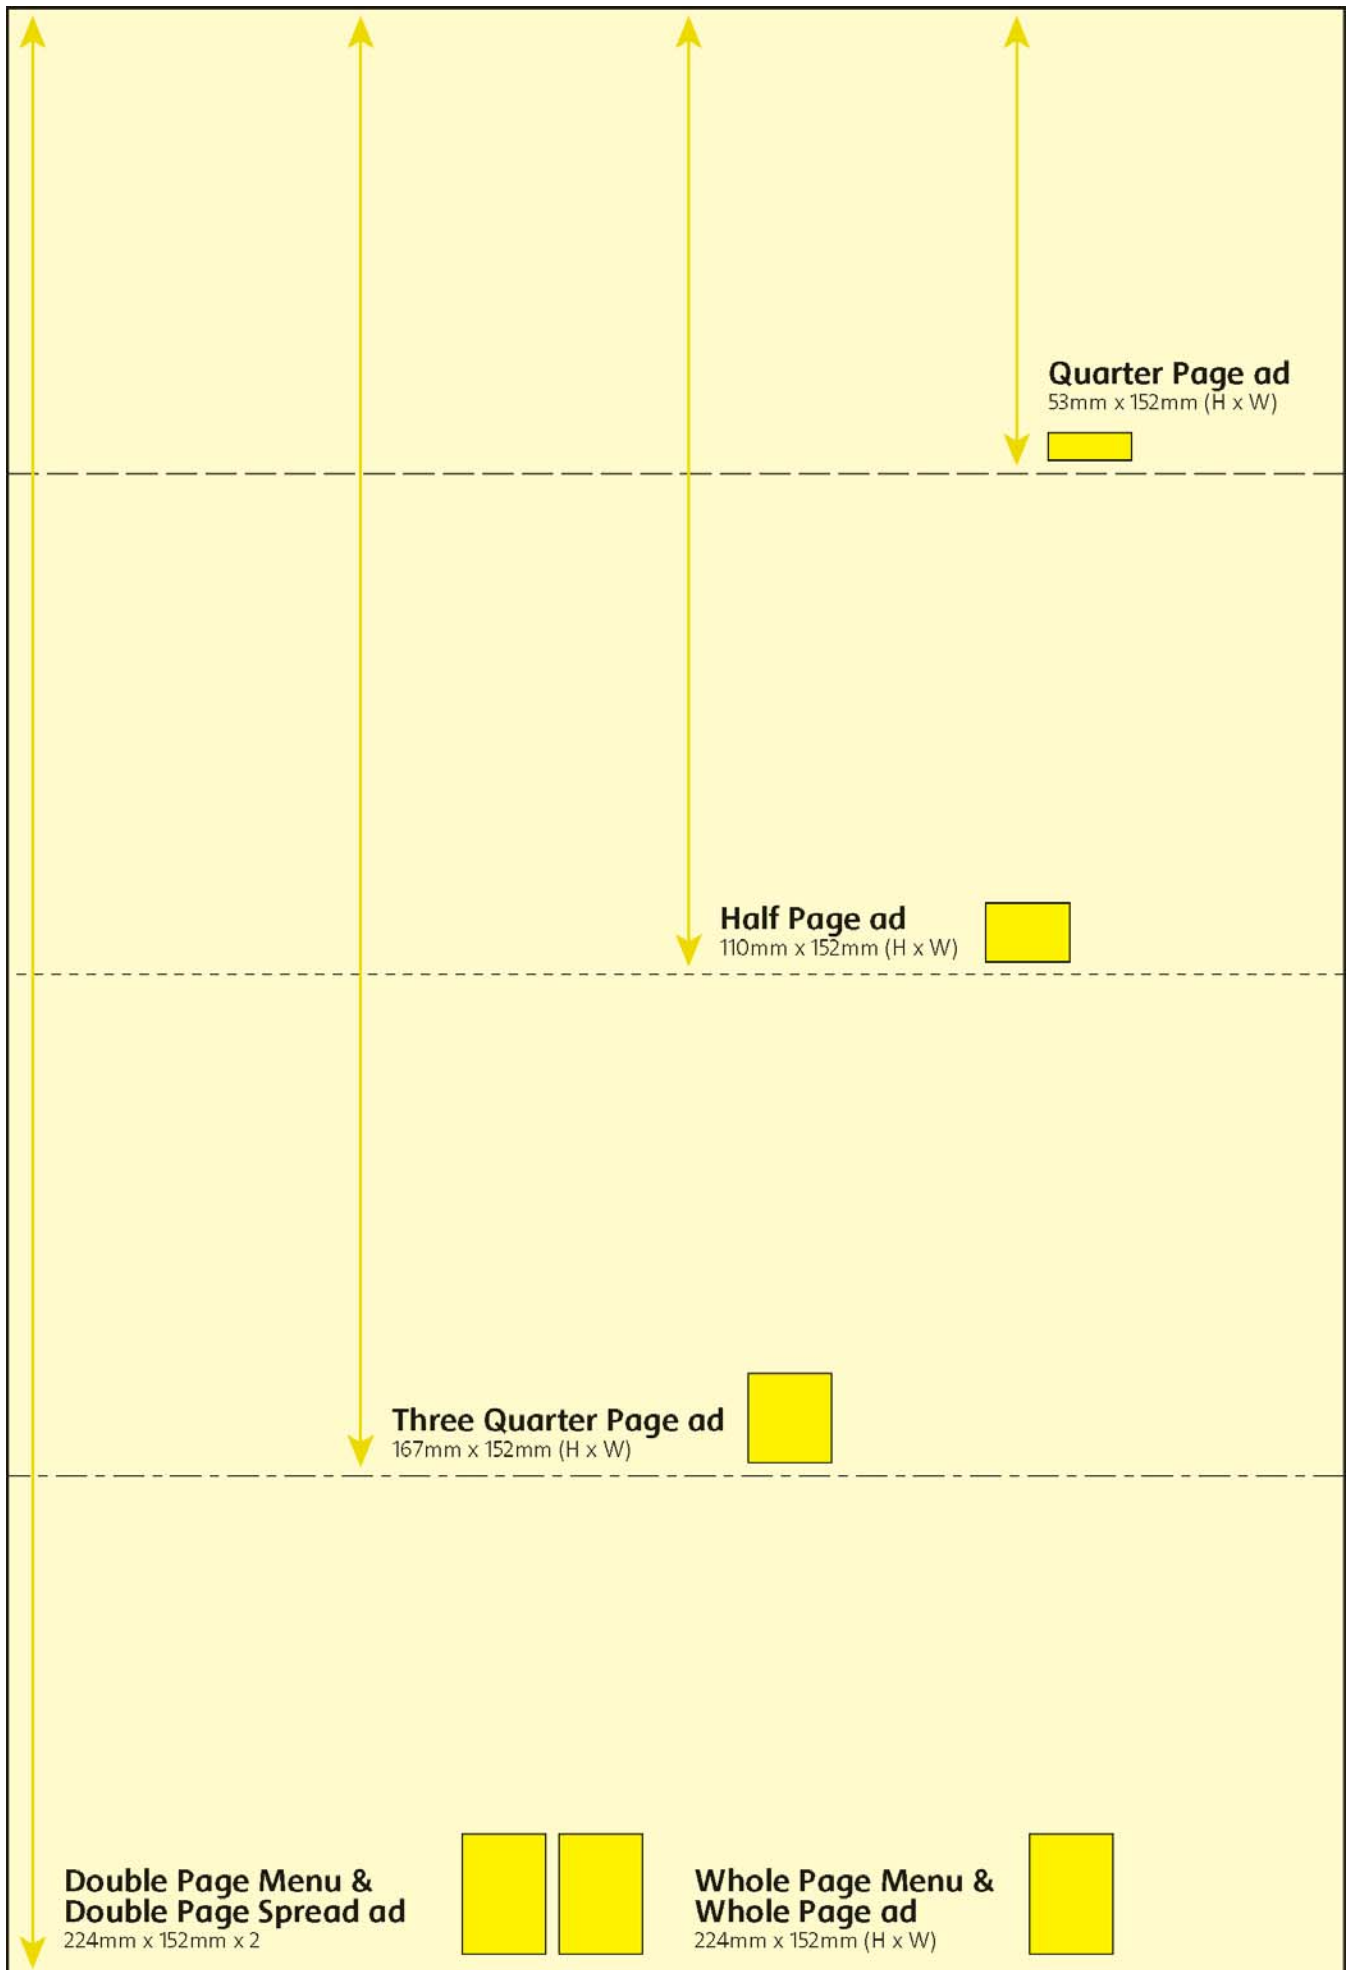 Quarter Page ad
53mm x 152mm (H x W)
Half Page ad
110mm x 152mm (H x W)
Three Quarter Page ad
167mm x 152mm (H x W)
Double Page Menu &
Double Page Spread ad
224mm x 152mm x 2
Whole Page Menu &
Whole Page ad
224mm x 152mm (H x W)